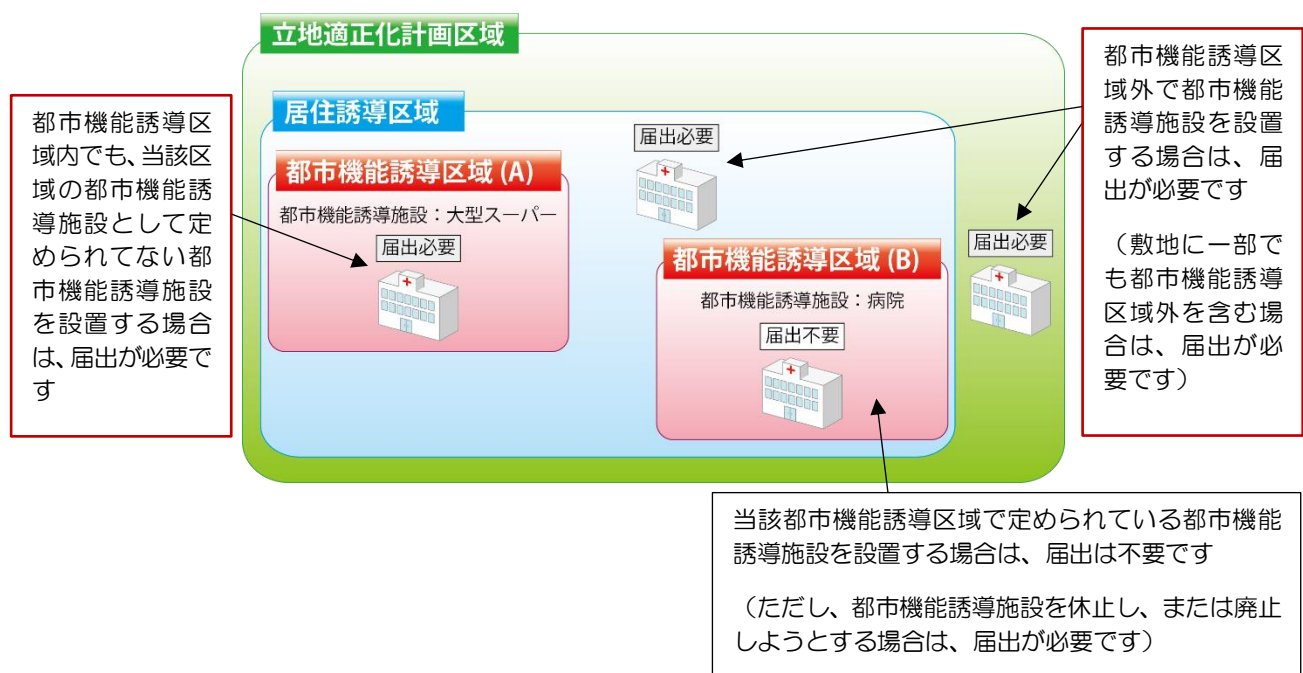 立地適正化計画区域
居住誘導区域
都市機能誘導区域 (A)
都市機能誘導施設：大型スーパー
届出必要
届出必要
都市機能誘導区域 (B)
都市機能誘導施設：病院
届出不要
届出必要
都市機能誘導区
域内でも、当該区
域の都市機能誘
導施設として定
められてない都
市機能誘導施設
を設置する場合
は、届出が必要で
す
都市機能誘導区
域外で都市機能
誘導施設を設置
する場合は、届
出が必要です
（敷地に一部で
も都市機能誘導
区域外を含む場
合は、届出が必
要です）
当該都市機能誘導区域で定められている都市機能
誘導施設を設置する場合は、届出は不要です
（ただし、都市機能誘導施設を休止し、または廃止
しようとする場合は、届出が必要です）